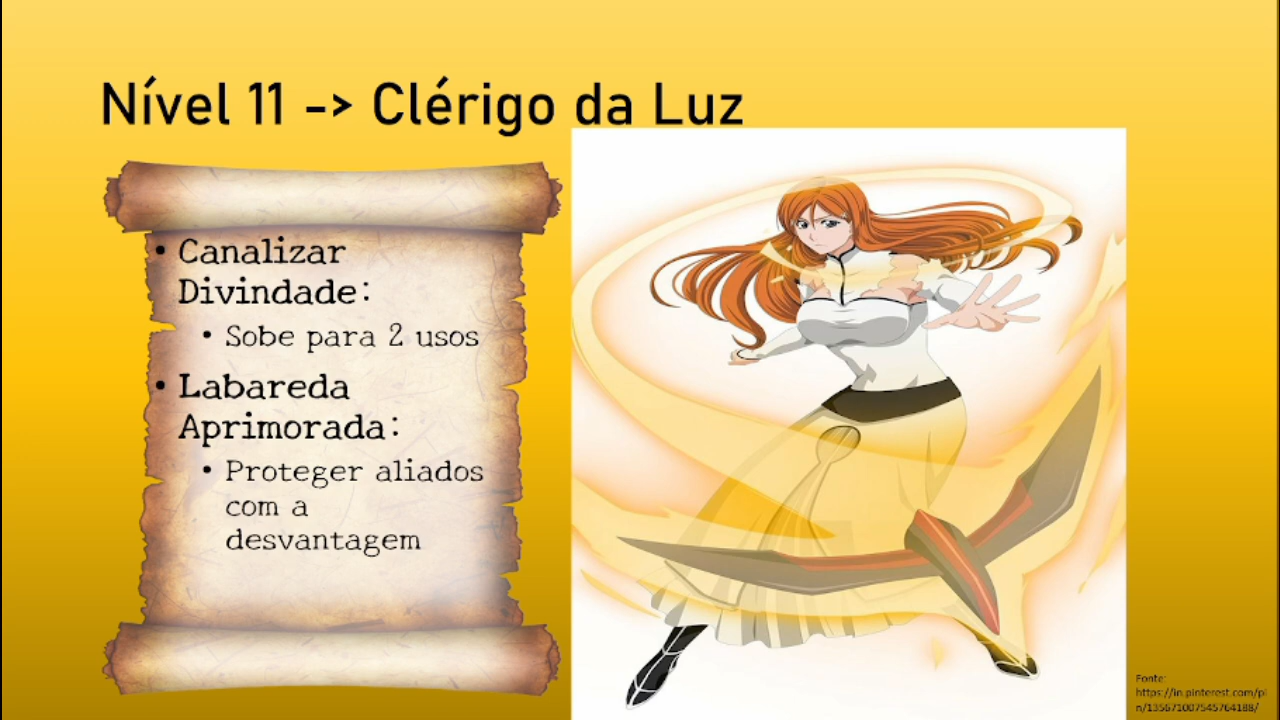 Nível 11 -> Clérigo da Luz
• Canalizar
Divindade:
• Sobe para 2 usos
• Labareda
Aprimorada:
• Proteger aliados
com a
desvantagem
Fonte:
https://in.pinterest.com/pi
n/135671007545764188/